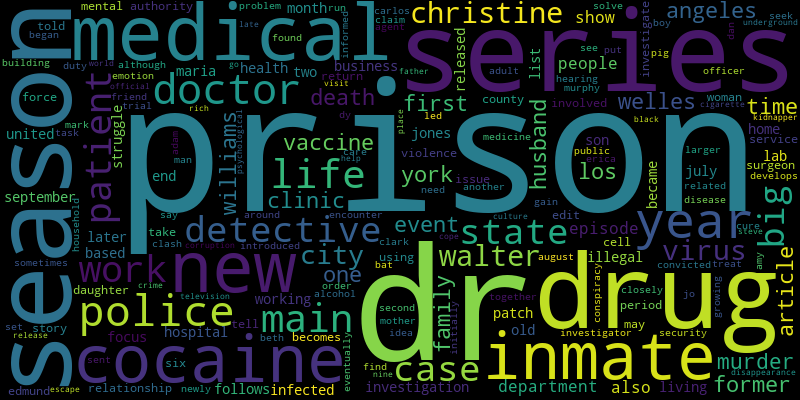 mental authority month run problem late carlos claim solve underground
medical christine show angeles
told began building although duty
season series
doctor maria health two business found informed agent
released list people investigate boy seek dan
patient struggle emotion friend
death father visit first adult hearing murphy see put pig officer
force united mark task official rich
prison
vaccine jones county involved welles woman time cigarette kidnapper home service
september end say man adam williams psychological
life care help dy place led violence medicine york need issue another
husband son los public erica black larger related disease lab surgeon develops
clinic became july cure steve
household later based take clash corruption introduced around encounter
detective event state episode year big
sometimes new city one using clark edit cell illegal virus
work bat walter gain culture cope august conspiracy convicted treat amy
daughter crime television order
police working alcohol main second mother idea family initially together
patch old period closely may jo growing article
set story release hospital tell beth becomes
dr drug
cocaine focus six eventually case inmate investigator security
sent find nine murder disappearance
edmund escape relationship newly follows infected investigation department also living former